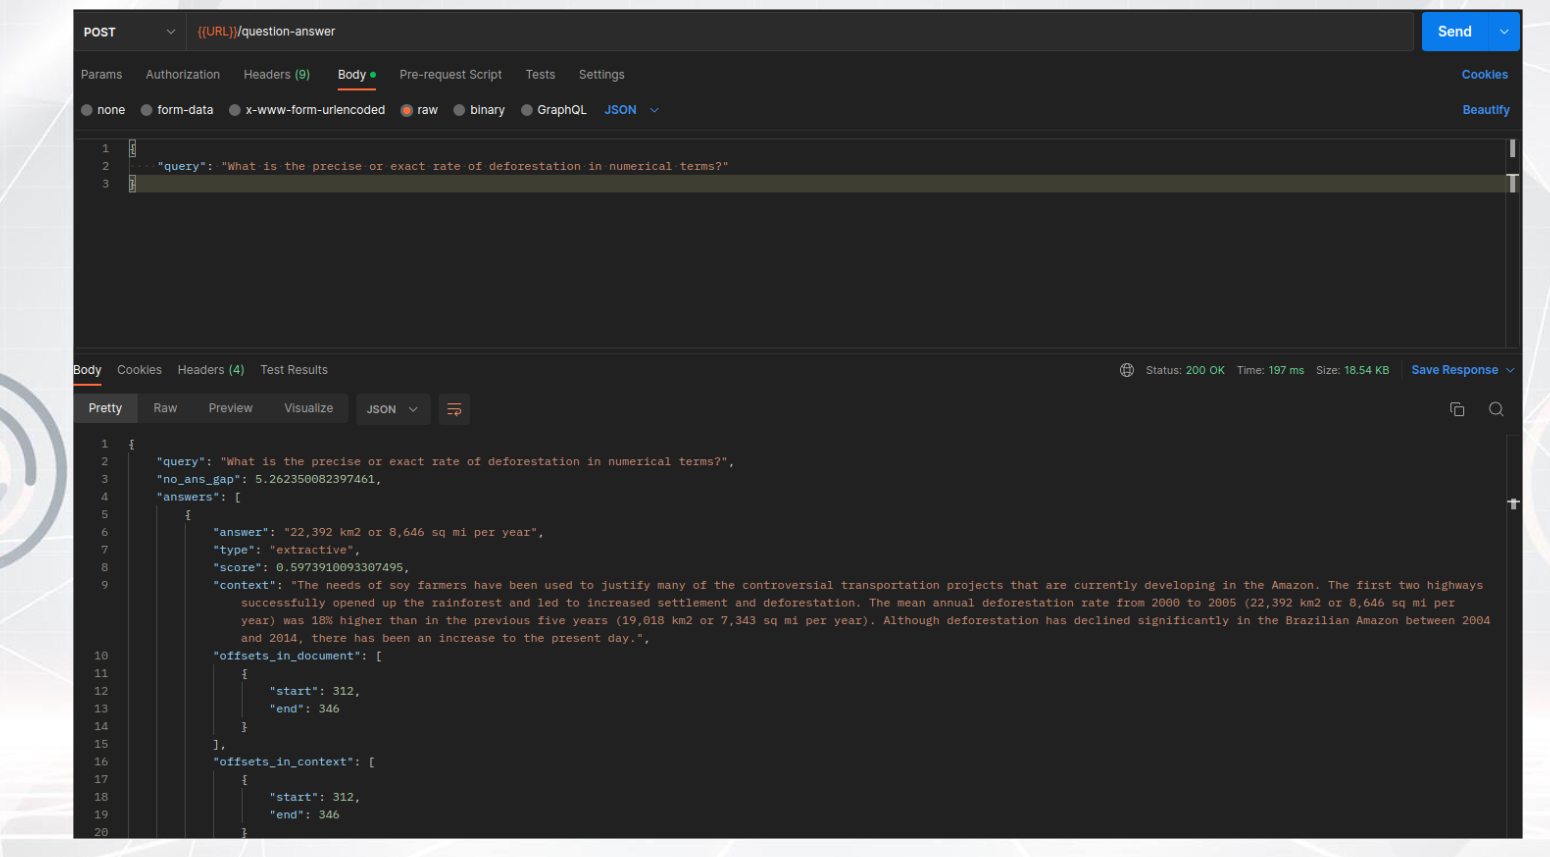 POST {{URL}}/question-answer Send
Params Authorization Headers (9) Body Pre-request Script Tests Settings Cookies
none form-data x-www-form-urlencoded raw binary GraphQL JSON Beautify
1 {
2 ····"query":·"What·is·the·precise·or·exact·rate·of·deforestation·in·numerical·terms?"
3 }
Body Cookies Headers (4) Test Results Status: 200 OK Time: 197 ms Size: 18.54 KB Save Response
Pretty Raw Preview Visualize JSON
1 {
2 "query": "What is the precise or exact rate of deforestation in numerical terms?",
3 "no_ans_gap": 5.262350082397461,
4 "answers": [
5 {
6 "answer": "22,392 km2 or 8,646 sq mi per year",
7 "type": "extractive",
8 "score": 0.5973910093307495,
9 "context": "The needs of soy farmers have been used to justify many of the controversial transportation projects that are currently developing in the Amazon. The first two highways
successfully opened up the rainforest and led to increased settlement and deforestation. The mean annual deforestation rate from 2000 to 2005 (22,392 km2 or 8,646 sq mi per
year) was 18% higher than in the previous five years (19,018 km2 or 7,343 sq mi per year). Although deforestation has declined significantly in the Brazilian Amazon between 2004
and 2014, there has been an increase to the present day.",
10 "offsets_in_document": [
11 {
12 "start": 312,
13 "end": 346
14 }
15 ],
16 "offsets_in_context": [
17 {
18 "start": 312,
19 "end": 346
20 }